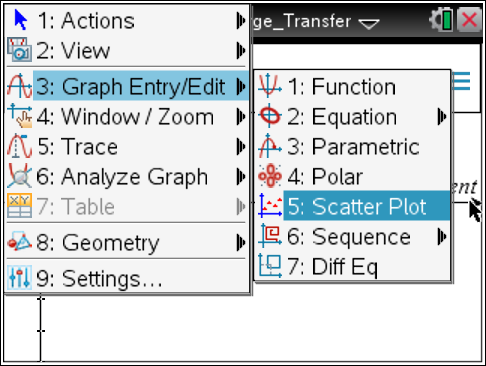 1: Actions
2: View
3: Graph Entry/Edit
4: Window / Zoom
5: Trace
6: Analyze Graph
7: Table
8: Geometry
9: Settings...
ge_Transfer
1: Function
2: Equation
3: Parametric
4: Polar
5: Scatter Plot
6: Sequence
7: Diff Eq
ent